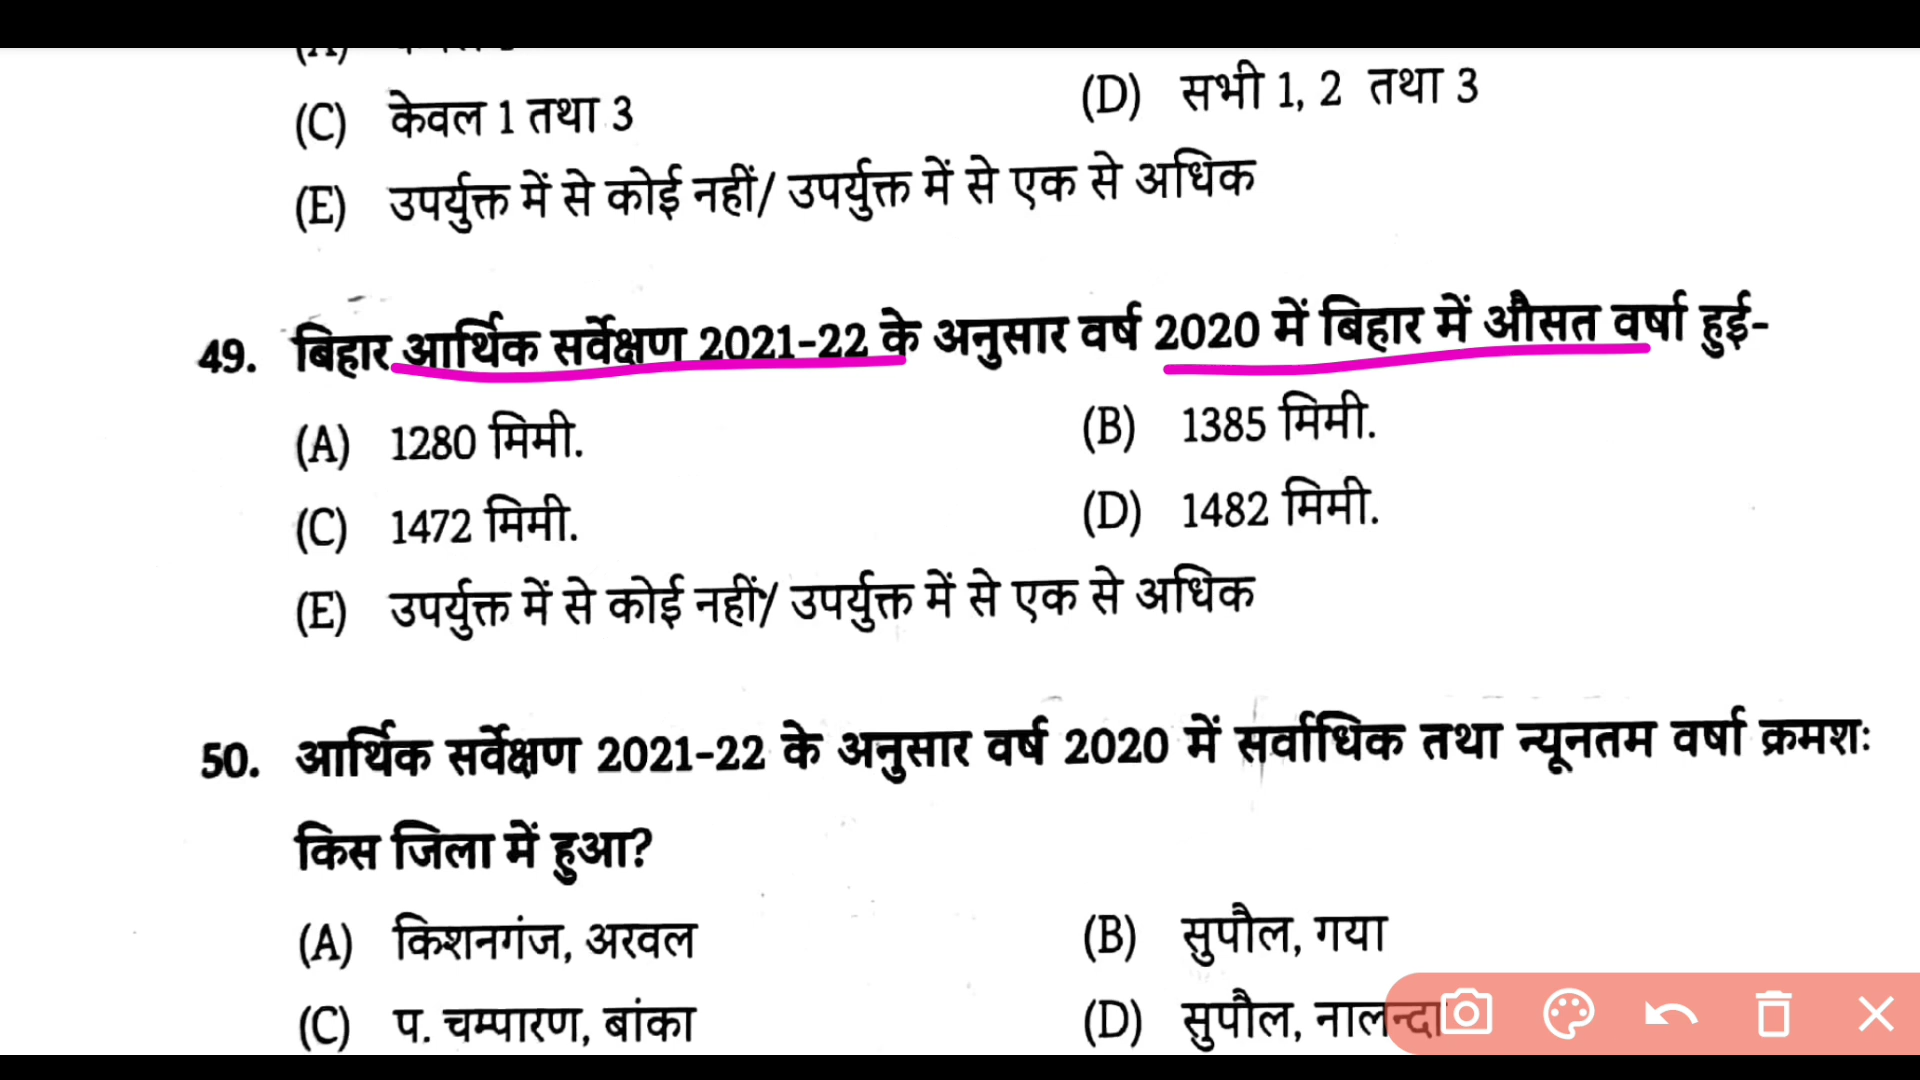 (C) केवल 1 तथा 3
(D) सभी 1, 2 तथा 3
(E) उपर्युक्त में से कोई नहीं/ उपर्युक्त में से एक से अधिक
49. बिहार आर्थिक सर्वेक्षण 2021-22 के अनुसार वर्ष 2020 में बिहार में औसत वर्षा हुई-
(A) 1280 मिमी.
(B) 1385 मिमी.
(C) 1472 मिमी.
(D) 1482 मिमी.
(E) उपर्युक्त में से कोई नहीं/ उपर्युक्त में से एक से अधिक
50. आर्थिक सर्वेक्षण 2021-22 के अनुसार वर्ष 2020 में सर्वाधिक तथा न्यूनतम वर्षा क्रमशः
किस जिला में हुआ?
(A) किशनगंज, अरवल
(B) सुपौल, गया
(C) प. चम्पारण, बांका
(D) सुपौल, नालन्दा